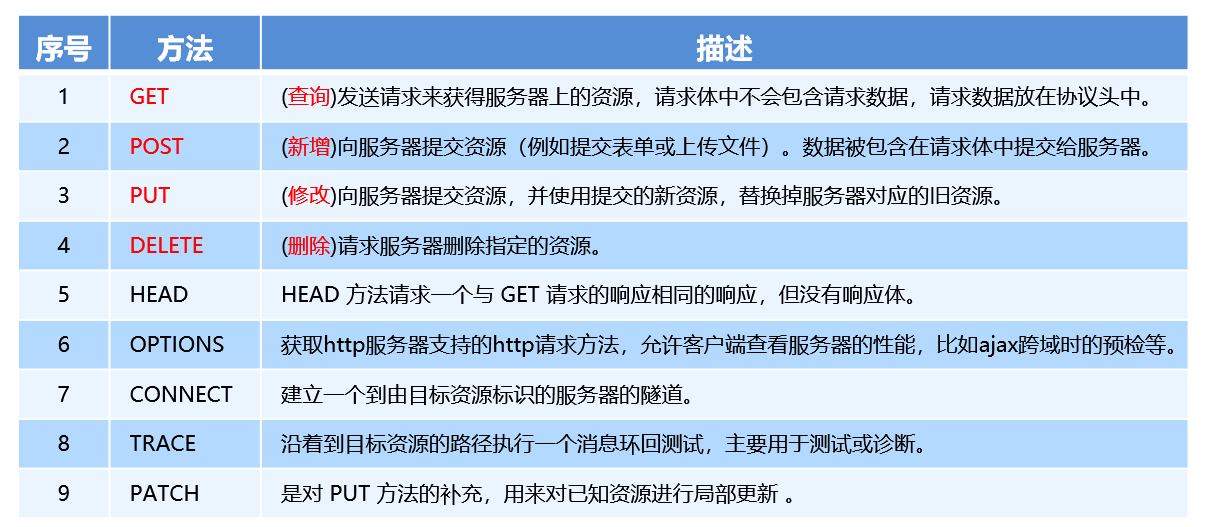 序号 方法 描述
1 GET (查询)发送请求来获得服务器上的资源，请求体中不会包含请求数据，请求数据放在协议头中。
2 POST (新增)向服务器提交资源（例如提交表单或上传文件）。数据被包含在请求体中提交给服务器。
3 PUT (修改)向服务器提交资源，并使用提交的新资源，替换掉服务器对应的旧资源。
4 DELETE (删除)请求服务器删除指定的资源。
5 HEAD HEAD 方法请求一个与 GET 请求的响应相同的响应，但没有响应体。
6 OPTIONS 获取http服务器支持的http请求方法，允许客户端查看服务器的性能，比如ajax跨域时的预检等。
7 CONNECT 建立一个到由目标资源标识的服务器的隧道。
8 TRACE 沿着到目标资源的路径执行一个消息环回测试，主要用于测试或诊断。
9 PATCH 是对 PUT 方法的补充，用来对已知资源进行局部更新 。